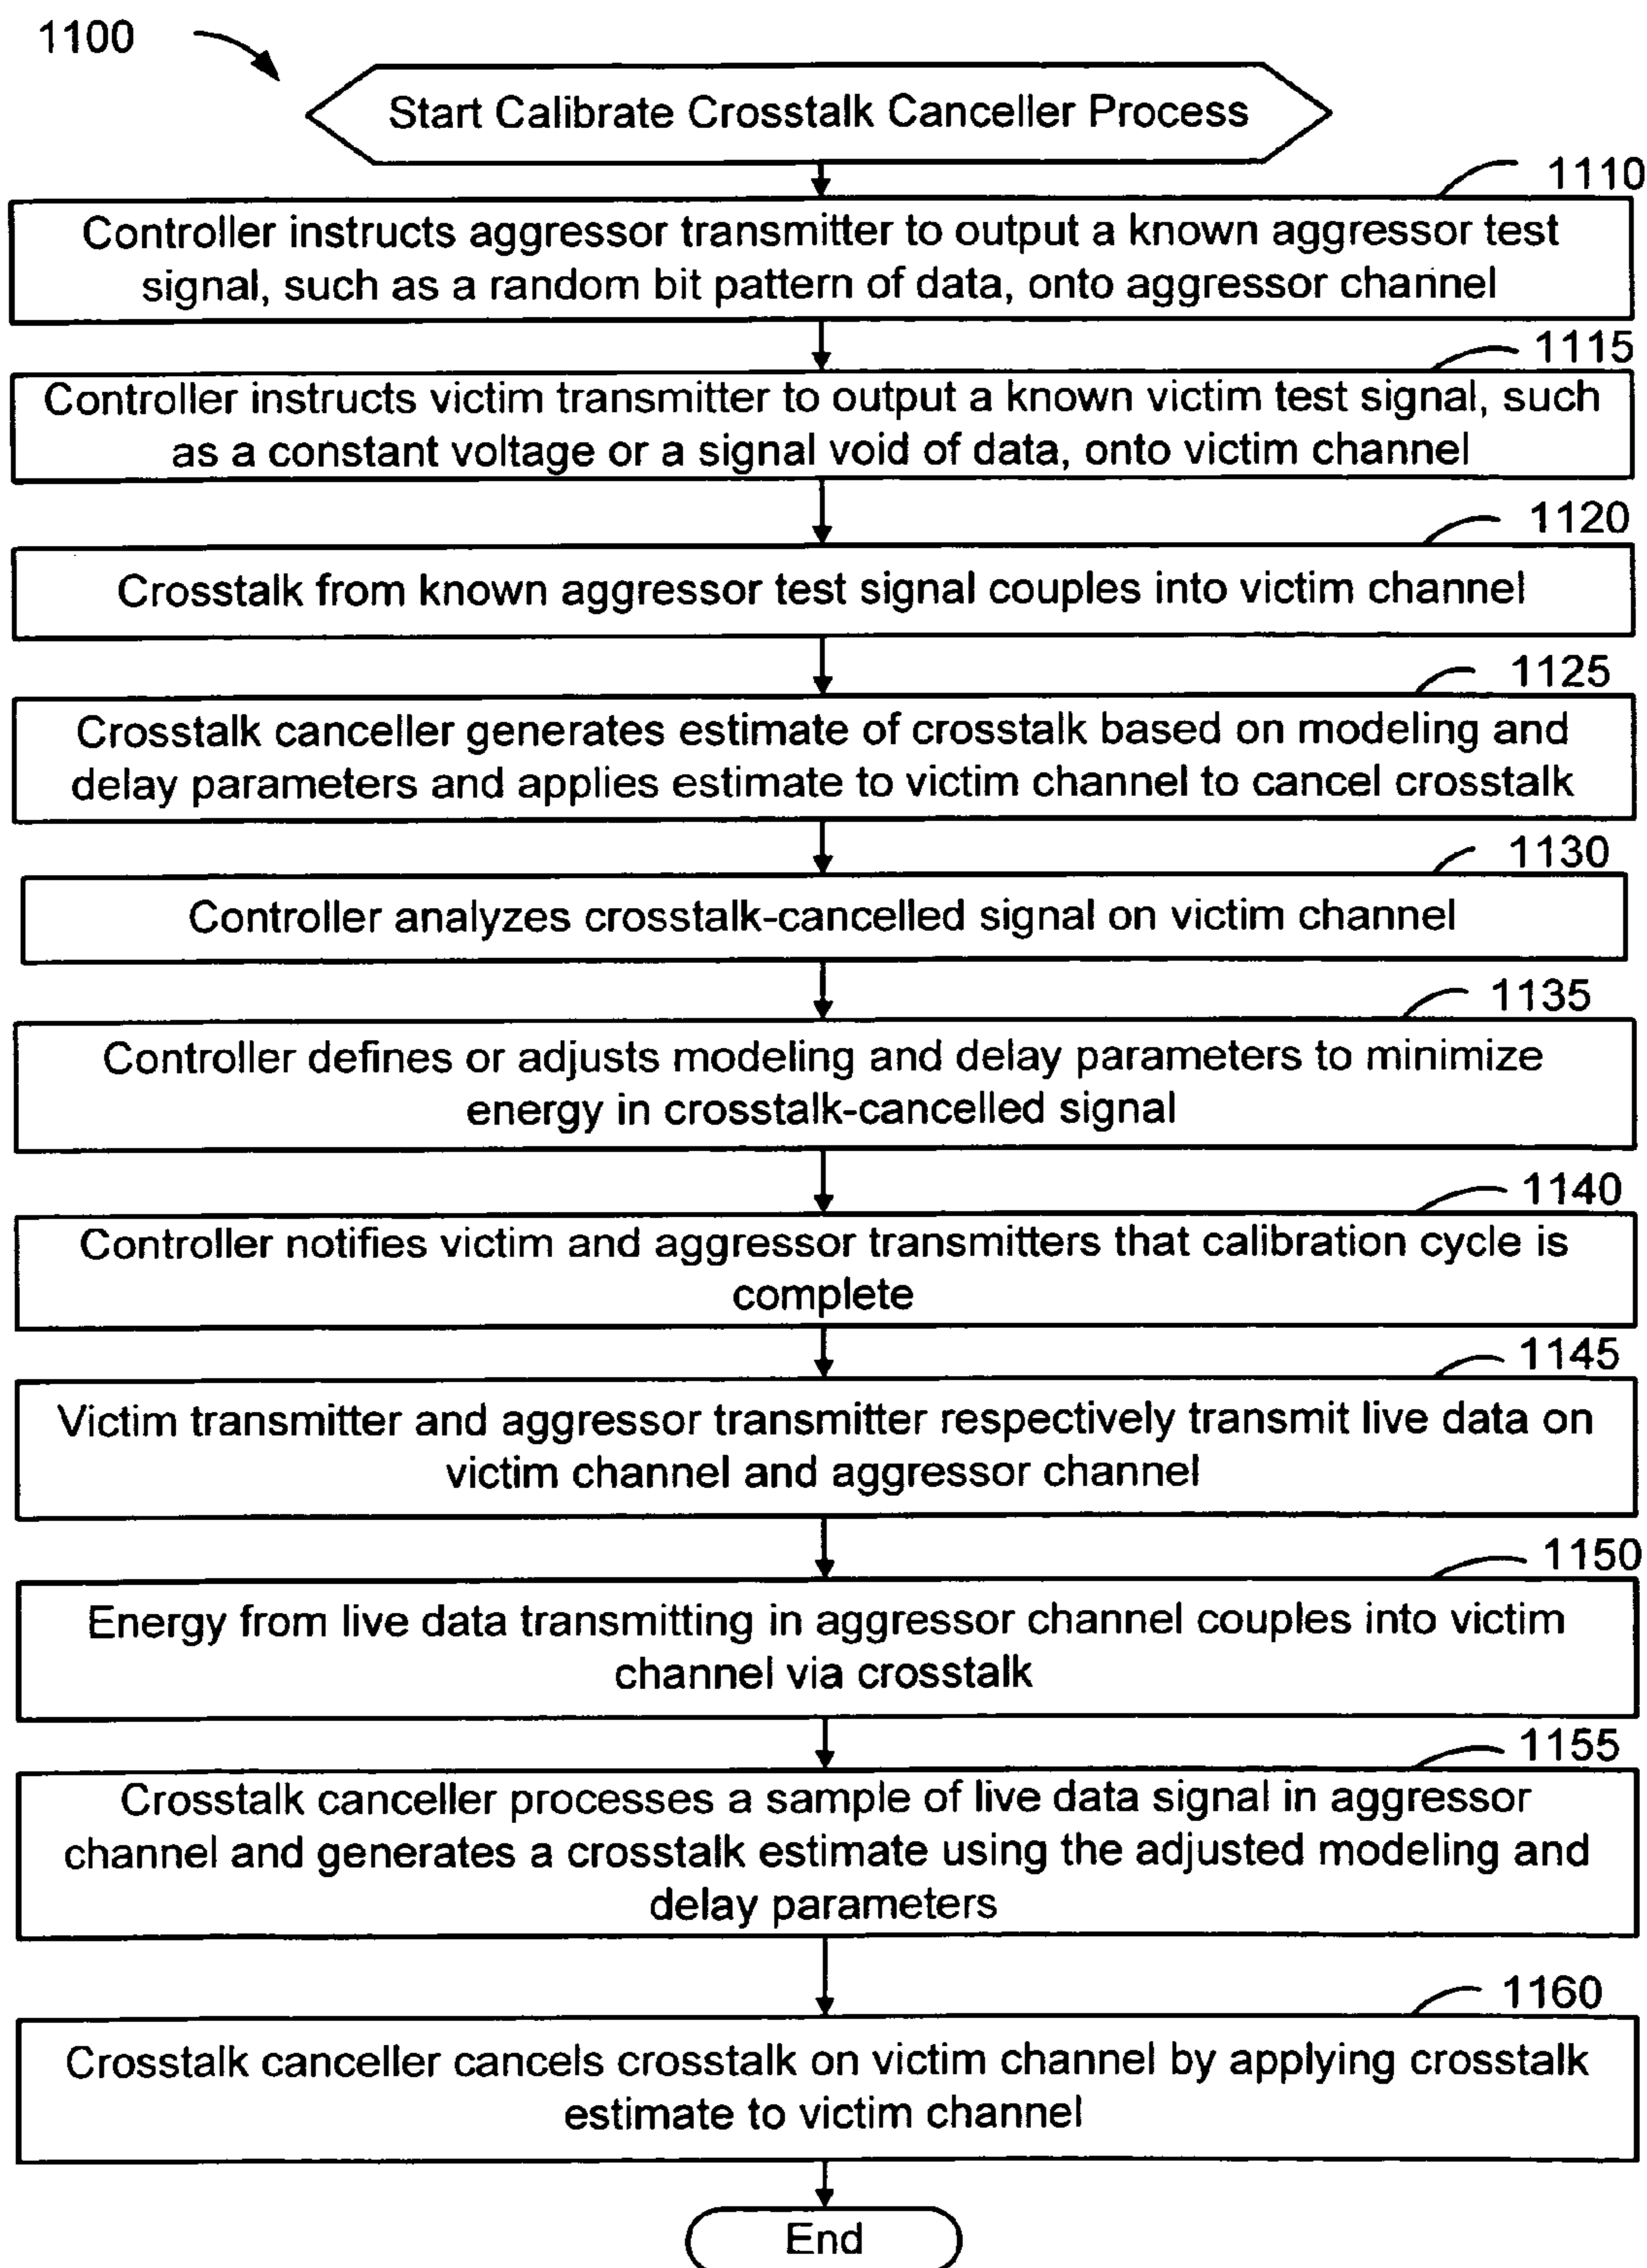 1100
Start Calibrate Crosstalk Canceller Process
1110
Controller instructs aggressor transmitter to output a known aggressor test
signal, such as a random bit pattern of data, onto aggressor channel
1115
Controller instructs victim transmitter to output a known victim test signal, such
as a constant voltage or a signal void of data, onto victim channel
1120
Crosstalk from known aggressor test signal couples into victim channel
1125
Crosstalk canceller generates estimate of crosstalk based on modeling and
delay parameters and applies estimate to victim channel to cancel crosstalk
1130
Controller analyzes crosstalk-cancelled signal on victim channel
1135
Controller defines or adjusts modeling and delay parameters to minimize
energy in crosstalk-cancelled signal
1140
Controller notifies victim and aggressor transmitters that calibration cycle is
complete
1145
Victim transmitter and aggressor transmitter respectively transmit live data on
victim channel and aggressor channel
1150
Energy from live data transmitting in aggressor channel couples into victim
channel via crosstalk
1155
Crosstalk canceller processes a sample of live data signal in aggressor
channel and generates a crosstalk estimate using the adjusted modeling and
delay parameters
1160
Crosstalk canceller cancels crosstalk on victim channel by applying crosstalk
estimate to victim channel
End